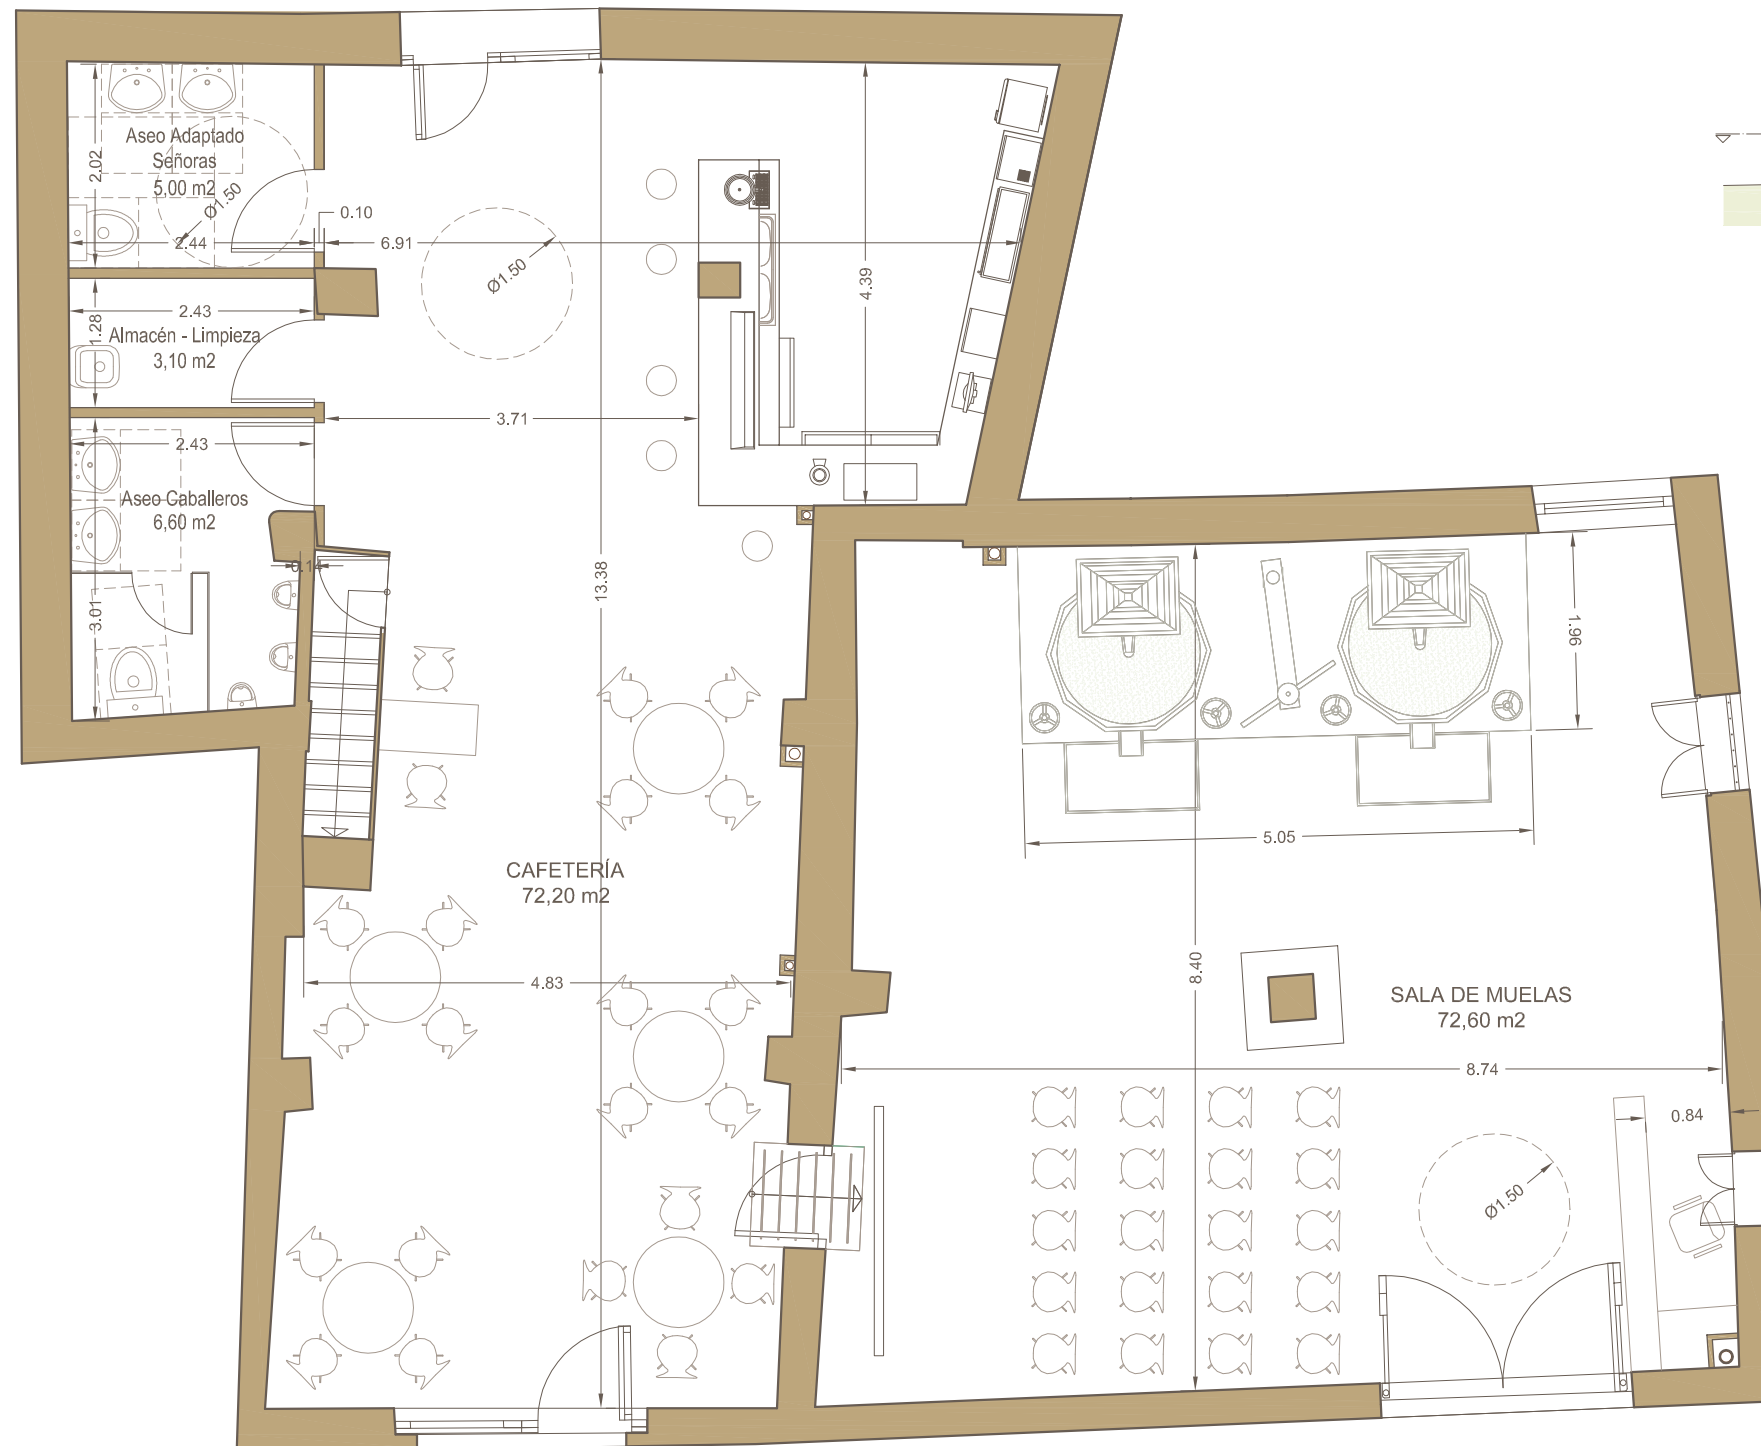 Aseo Adaptado
Señoras
5,00 m2
2.02
Ø1.50
2.44
0.10
6.91
Ø1.50
4.39
2.43
1.28
Almacén - Limpieza
3,10 m2
3.71
2.43
Aseo Caballeros
6,60 m2
0.14
3.01
13.38
1.96
5.05
CAFETERÍA
72,20 m2
4.83
8.40
SALA DE MUELAS
72,60 m2
8.74
0.84
Ø1.50